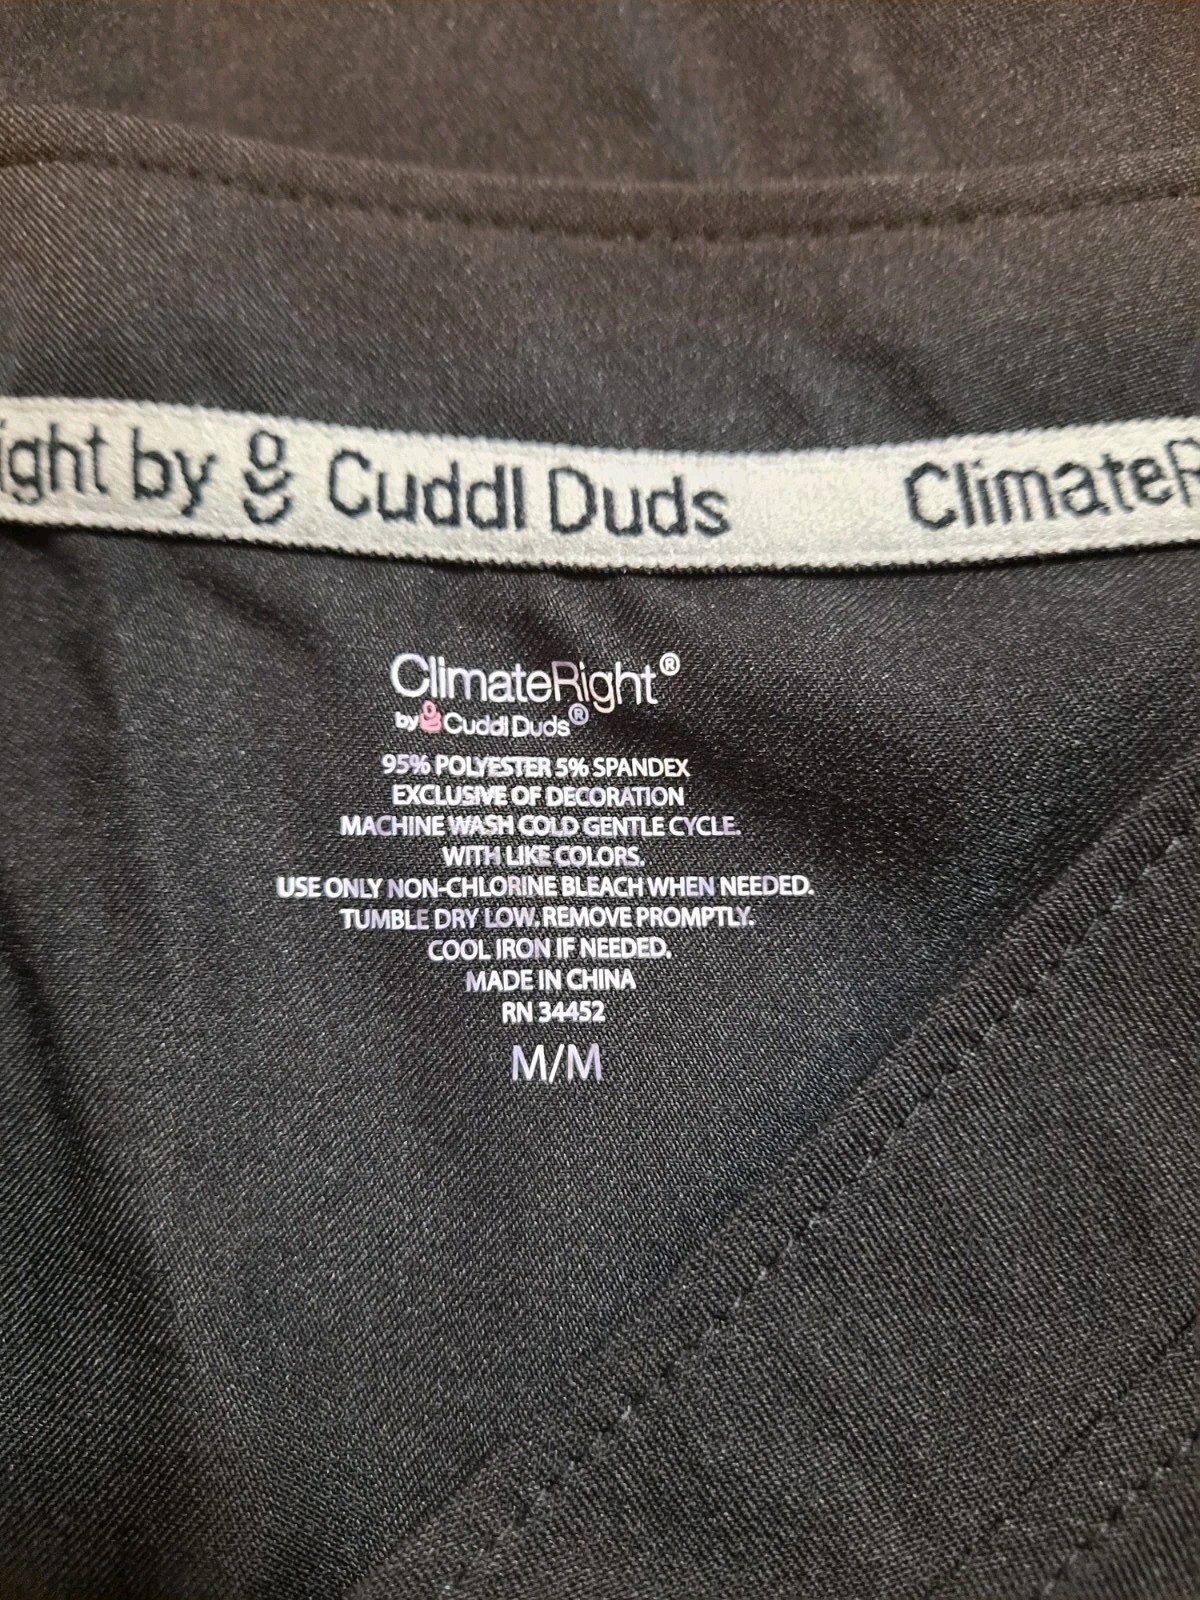 ight by Cuddl Duds ClimateR
ClimateRight®
by Cuddl Duds®
95% POLYESTER 5% SPANDEX
EXCLUSIVE OF DECORATION
MACHINE WASH COLD GENTLE CYCLE.
WITH LIKE COLORS.
USE ONLY NON-CHLORINE BLEACH WHEN NEEDED.
TUMBLE DRY LOW. REMOVE PROMPTLY.
COOL IRON IF NEEDED.
MADE IN CHINA
RN 34452
M/M